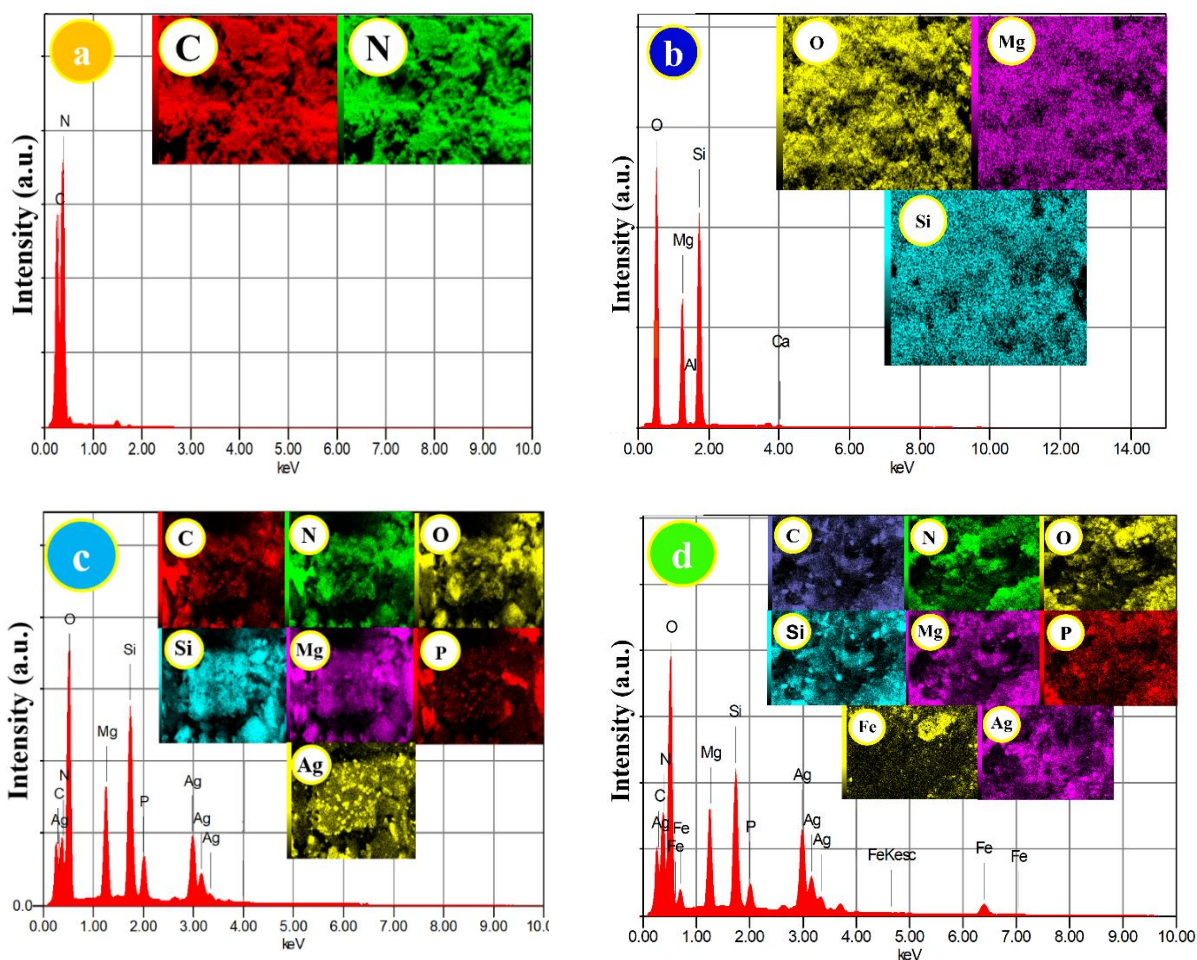 a
C
N
N
C
Intensity (a.u.)
0.00 1.00 2.00 3.00 4.00 5.00 6.00 7.00 8.00 9.00 10.0
keV
b
O
Mg
Si
O
Si
Mg
Al
Ca
Intensity (a.u.)
0.00 2.00 4.00 6.00 8.00 10.00 12.00 14.00
keV
c
C
N
O
Si
Mg
P
Ag
O
Si
Mg
N
C
Ag
P
Ag
Ag
Ag
Intensity (a.u.)
0.0
0.00 1.00 2.00 3.00 4.00 5.00 6.00 7.00 8.00 9.00 10.0
keV
d
C
N
O
Si
Mg
P
Fe
Ag
O
Si
Mg
N
C
Ag
Fe
Fe
P
Ag
Ag
Ag
FeKesc
Fe
Fe
Intensity (a.u.)
0.00 1.00 2.00 3.00 4.00 5.00 6.00 7.00 8.00 9.00 10.00
keV